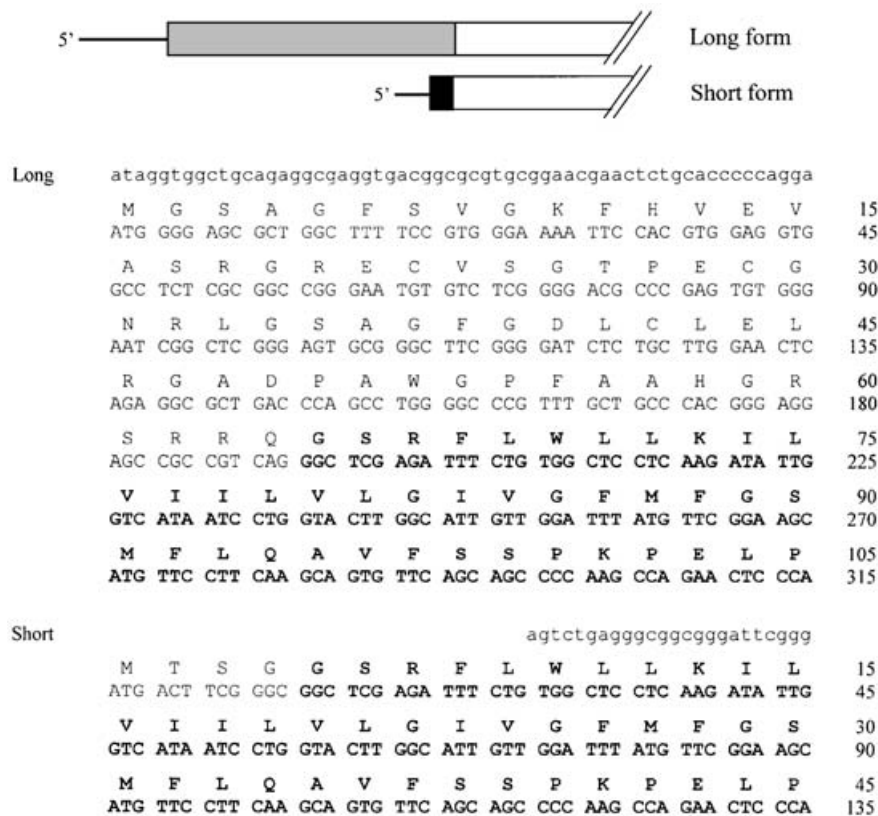 5' Long form
5' Short form
Long ataggtggctgcagaggcgaggtgacggcgcgtgcggaacgaactctgcacccccagga
M G S A G F S V G K F H V E V 15
ATG GGG AGC GCT GGC TTT TCC GTG GGA AAA TTC CAC GTG GAG GTG 45
A S R G R E C V S G T P E C G 30
GCC TCT CGC GGC CGG GAA TGT GTC TCG GGG ACG CCC GAG TGT GGG 90
N R L G S A G F G D L C L E L 45
AAT CGG CTC GGG AGT GCG GGC TTC GGG GAT CTC TGC TTG GAA CTC 135
R G A D P A W G P F A A H G R 60
AGA GGC GCT GAC CCA GCC TGG GGC CCG TTT GCT GCC CAC GGG AGG 180
S R R Q G S R F L W L L K I L 75
AGC CGC CGT CAG GGC TCG AGA TTT CTG TGG CTC CTC AAG ATA TTG 225
V I I L V L G I V G F M F G S 90
GTC ATA ATC CTG GTA CTT GGC ATT GTT GGA TTT ATG TTC GGA AGC 270
M F L Q A V F S S P K P E L P 105
ATG TTC CTT CAA GCA GTG TTC AGC AGC CCC AAG CCA GAA CTC CCA 315
Short agtctgagggcggcgggattcggg
M T S G G S R F L W L L K I L 15
ATG ACT TCG GGC GGC TCG AGA TTT CTG TGG CTC CTC AAG ATA TTG 45
V I I L V L G I V G F M F G S 30
GTC ATA ATC CTG GTA CTT GGC ATT GTT GGA TTT ATG TTC GGA AGC 90
M F L Q A V F S S P K P E L P 45
ATG TTC CTT CAA GCA GTG TTC AGC AGC CCC AAG CCA GAA CTC CCA 135